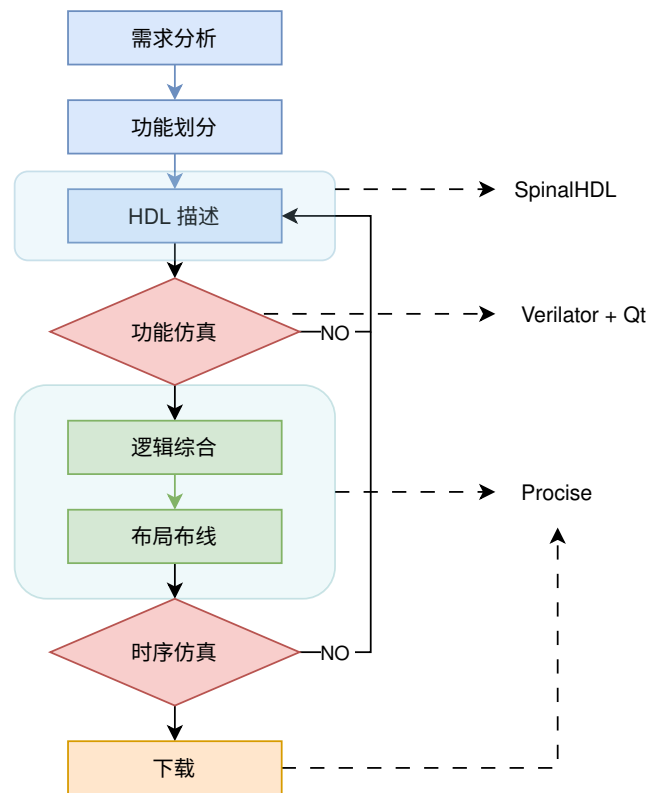 需求分析
功能划分
HDL 描述
SpinalHDL
功能仿真
NO
Verilator + Qt
逻辑综合
Procise
布局布线
时序仿真
NO
下载